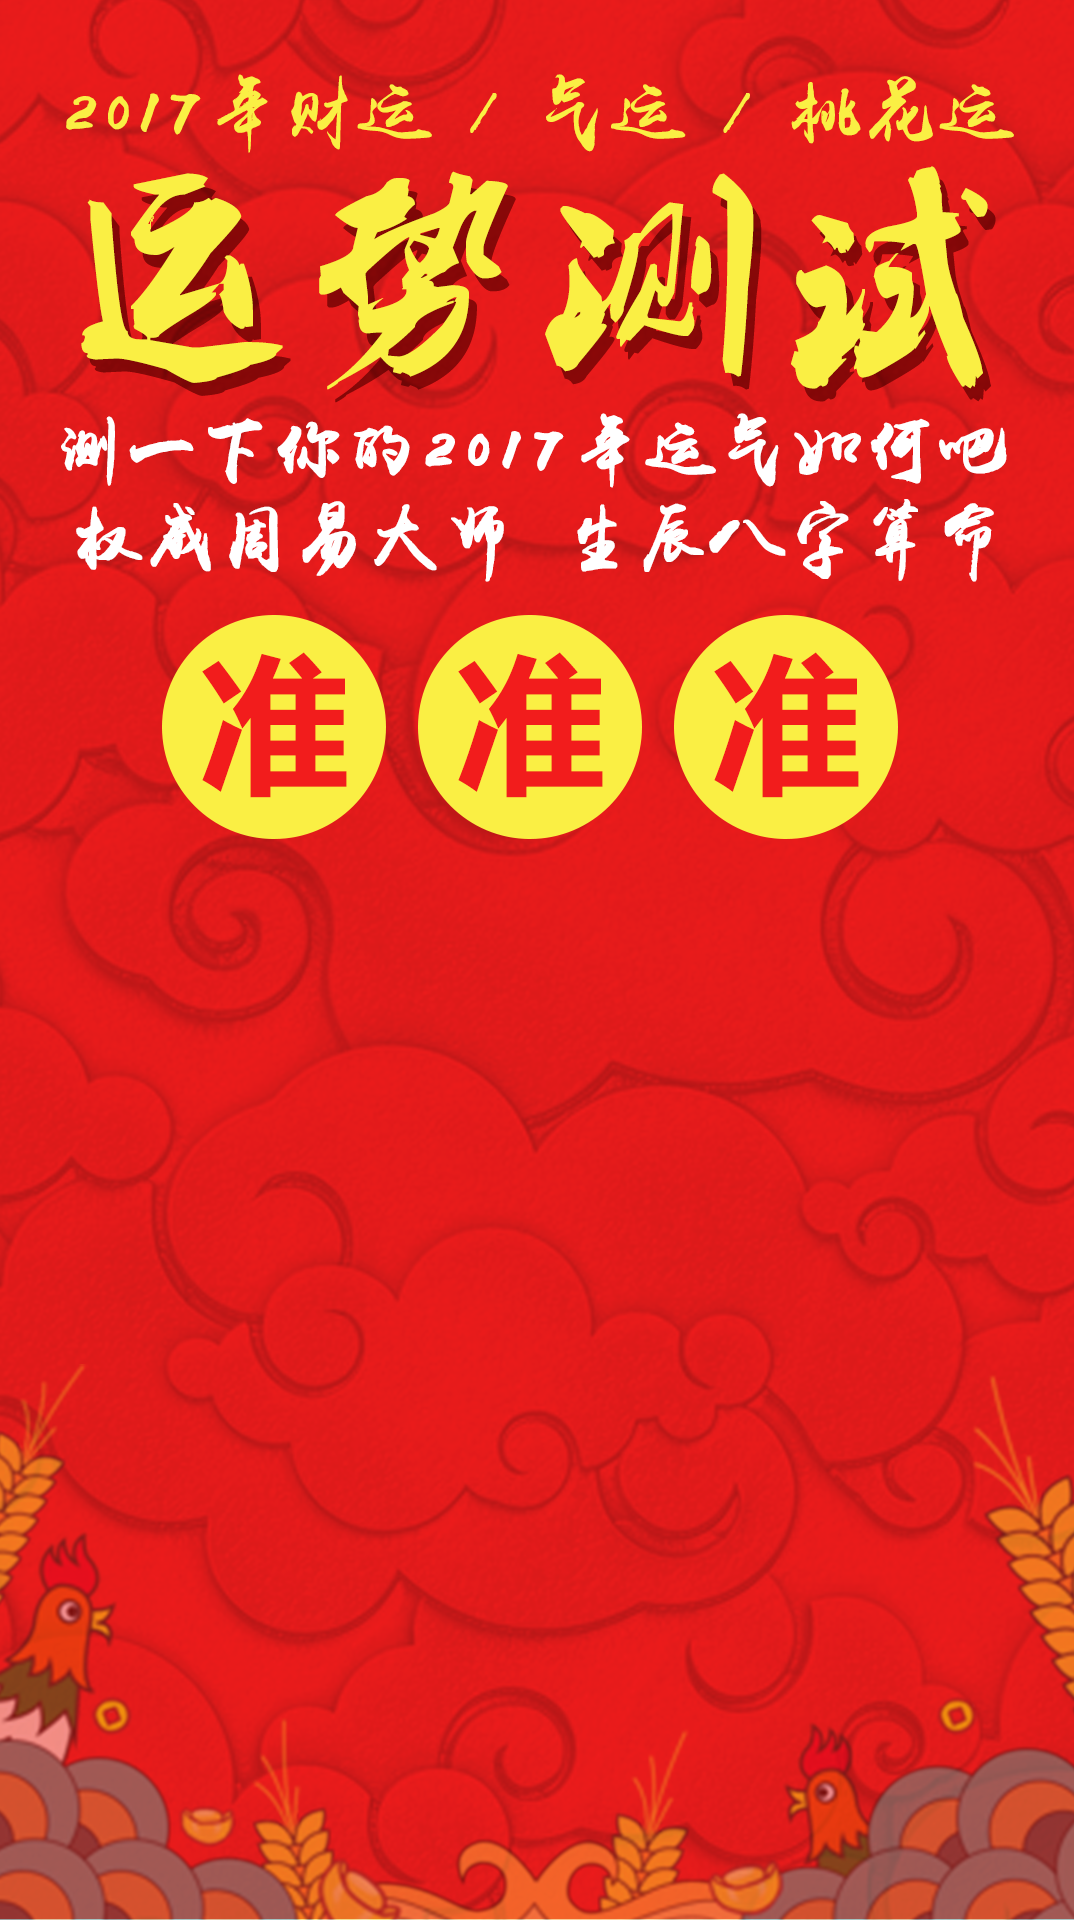 2017年财运 / 气运 / 桃花运
运势测试
测一下你的2017年运气如何吧
权威周易大师 生辰八字算命
准 准 准